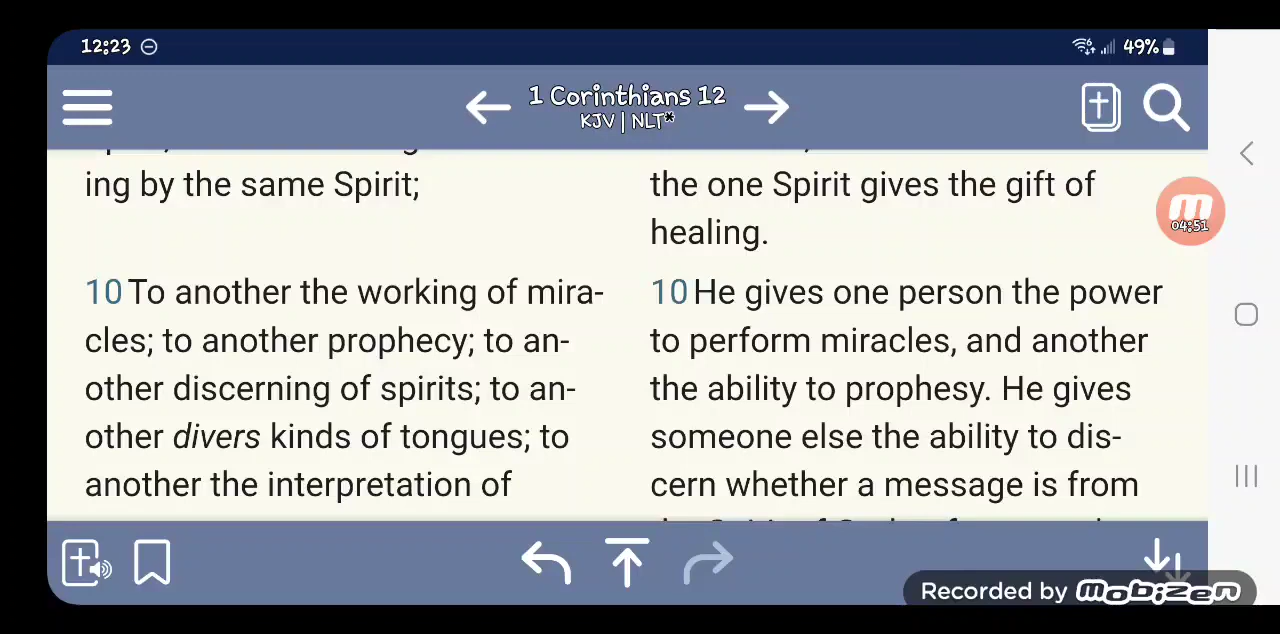 12:23
49%
1 Corinthians 12
KJV | NLT*
04:51
ing by the same Spirit;
10 To another the working of mira-
cles; to another prophecy; to an-
other discerning of spirits; to an-
other divers kinds of tongues; to
another the interpretation of
the one Spirit gives the gift of
healing.
10 He gives one person the power
to perform miracles, and another
the ability to prophesy. He gives
someone else the ability to dis-
cern whether a message is from
Recorded by mobizen